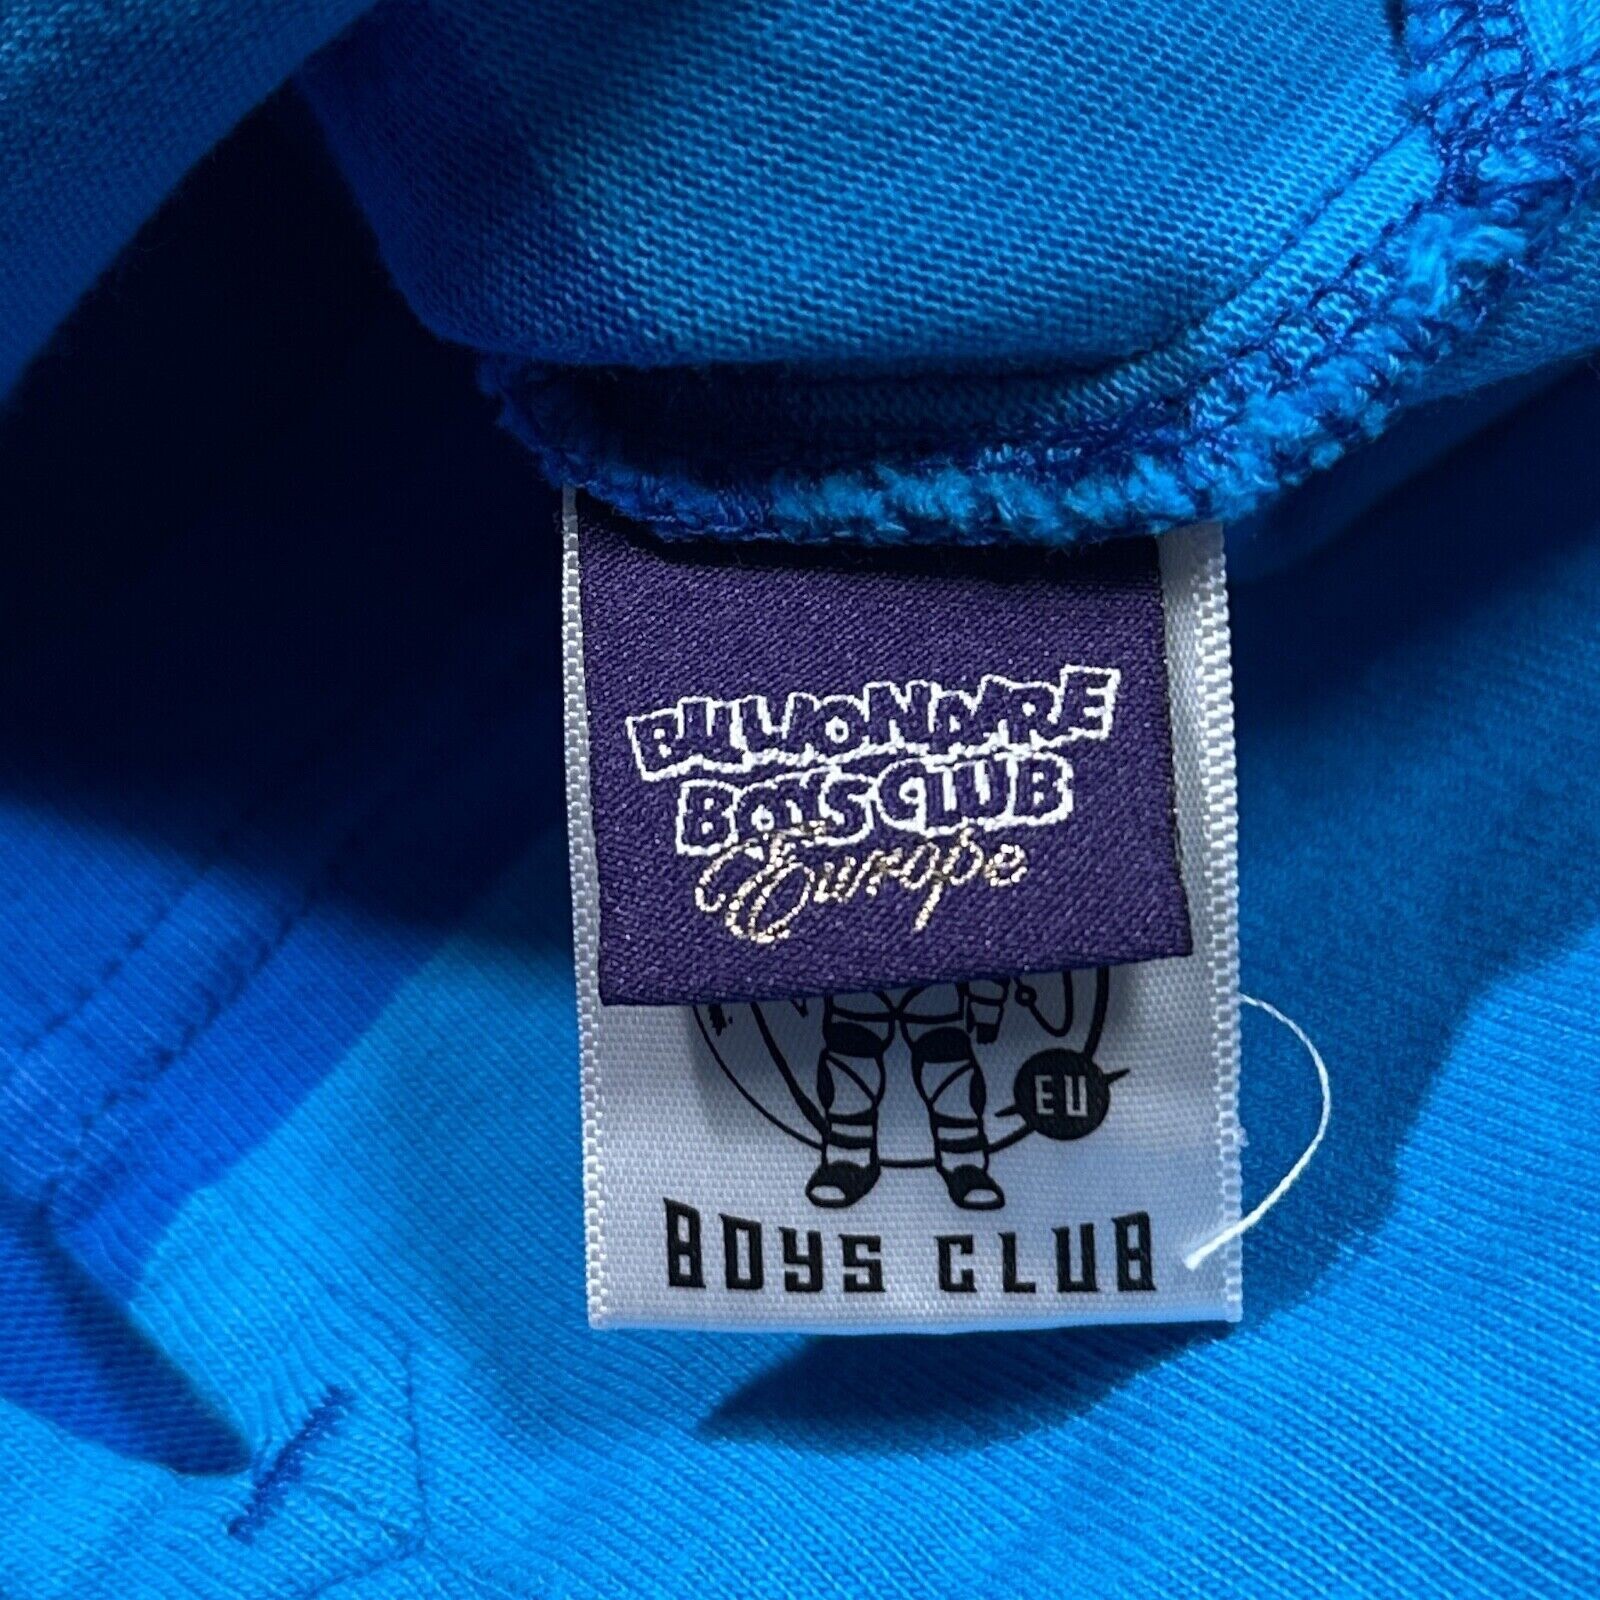 BILLIONAIRE
BOYS CLUB
Europe
EU
BOYS CLUB